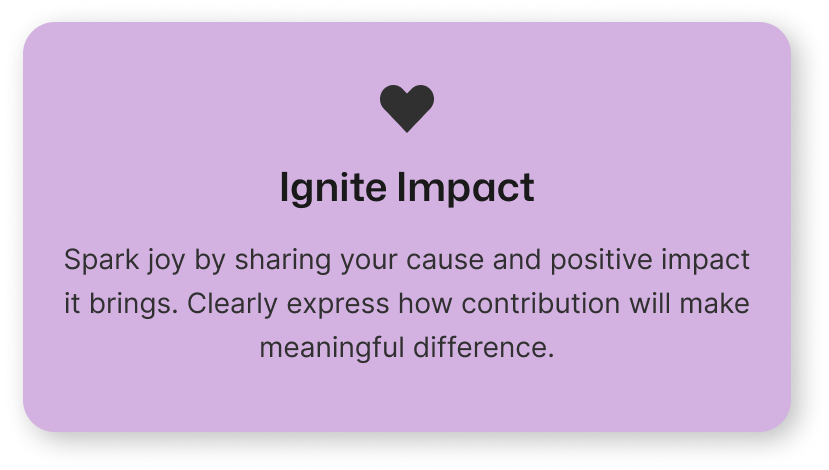 Ignite Impact
Spark joy by sharing your cause and positive impact
it brings. Clearly express how contribution will make
meaningful difference.